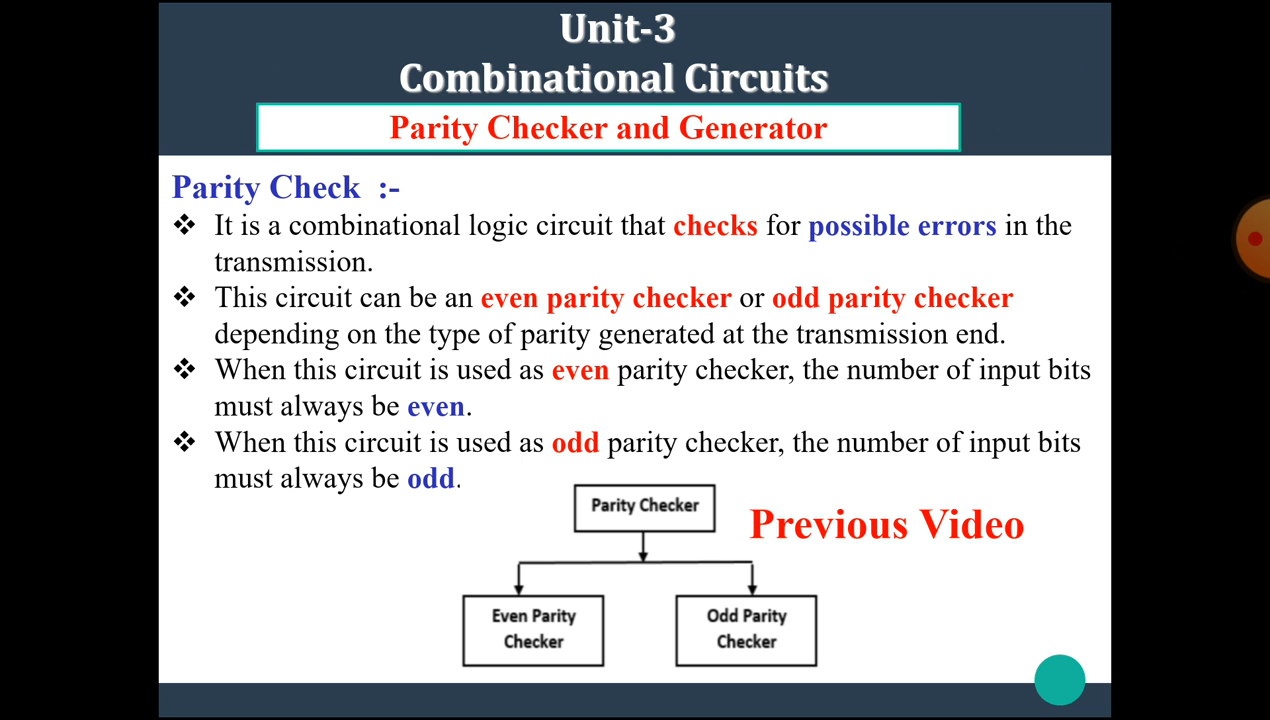 Unit-3
Combinational Circuits
Parity Checker and Generator
Parity Check :-
❖ It is a combinational logic circuit that checks for possible errors in the
transmission.
❖ This circuit can be an even parity checker or odd parity checker
depending on the type of parity generated at the transmission end.
❖ When this circuit is used as even parity checker, the number of input bits
must always be even.
❖ When this circuit is used as odd parity checker, the number of input bits
must always be odd.
Parity Checker
Previous Video
Even Parity
Checker
Odd Parity
Checker